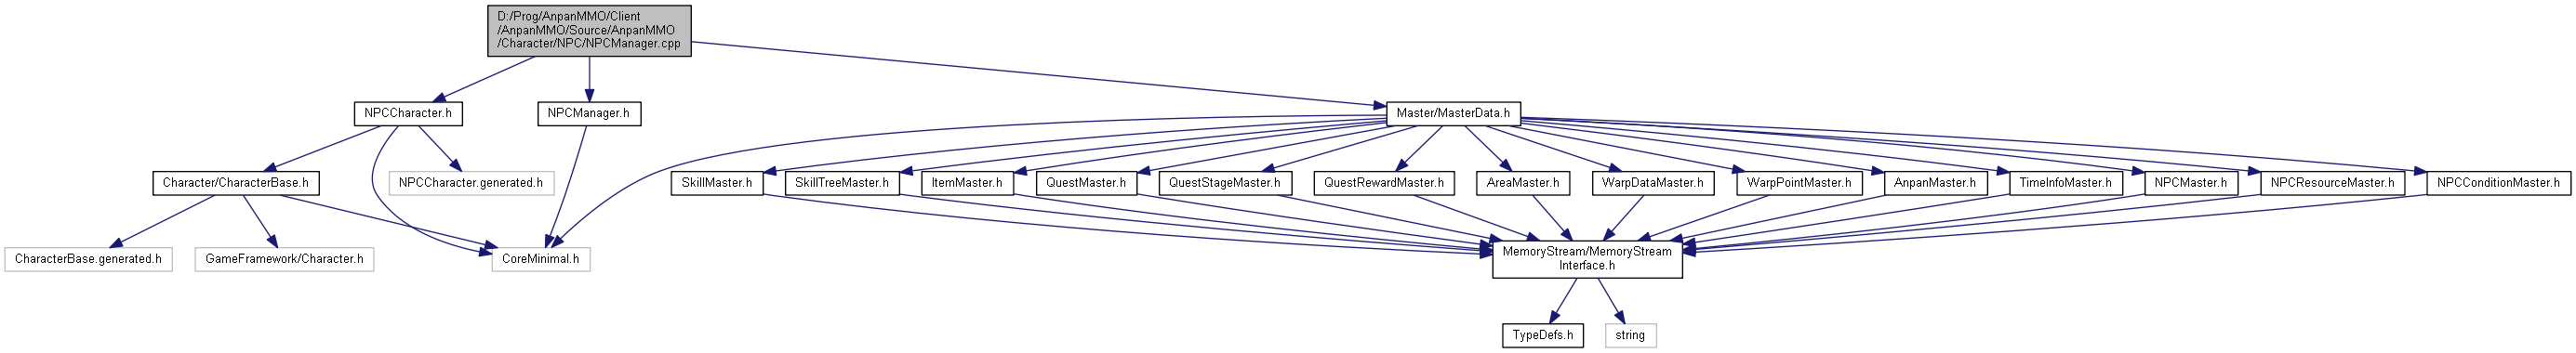 D:/Prog/AnpanMMO/Client
/AnpanMMO/Source/AnpanMMO
/Character/NPC/NPCManager.cpp
NPCCharacter.h
NPCManager.h
Master/MasterData.h
Character/CharacterBase.h
NPCCharacter.generated.h
SkillMaster.h
SkillTreeMaster.h
ItemMaster.h
QuestMaster.h
QuestStageMaster.h
QuestRewardMaster.h
AreaMaster.h
WarpDataMaster.h
WarpPointMaster.h
AnpanMaster.h
TimeInfoMaster.h
NPCMaster.h
NPCResourceMaster.h
NPCConditionMaster.h
CharacterBase.generated.h
GameFramework/Character.h
CoreMinimal.h
MemoryStream/MemoryStream
Interface.h
TypeDefs.h
string